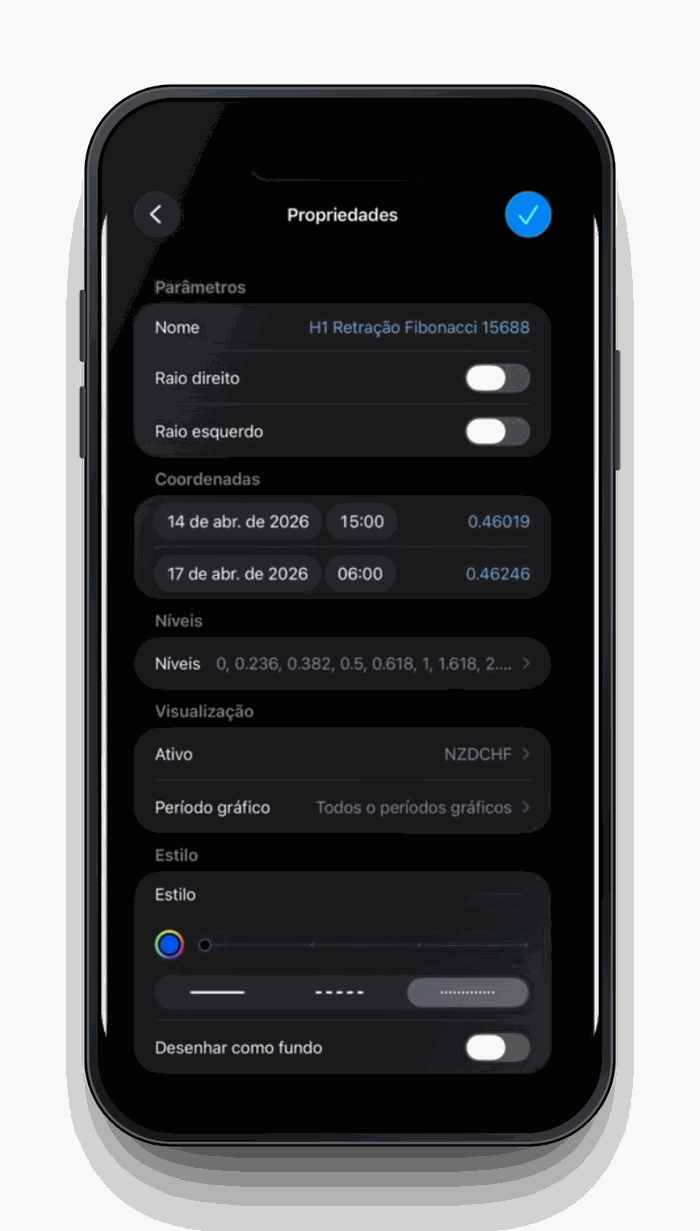 Propriedades
Parâmetros
Nome H1 Retração Fibonacci 15688
Raio direito
Raio esquerdo
Coordenadas
14 de abr. de 2026 15:00 0.46019
17 de abr. de 2026 06:00 0.46246
Níveis
Níveis 0, 0.236, 0.382, 0.5, 0.618, 1, 1.618, 2....
Visualização
Ativo NZDCHF
Período gráfico Todos o períodos gráficos
Estilo
Estilo
Desenhar como fundo